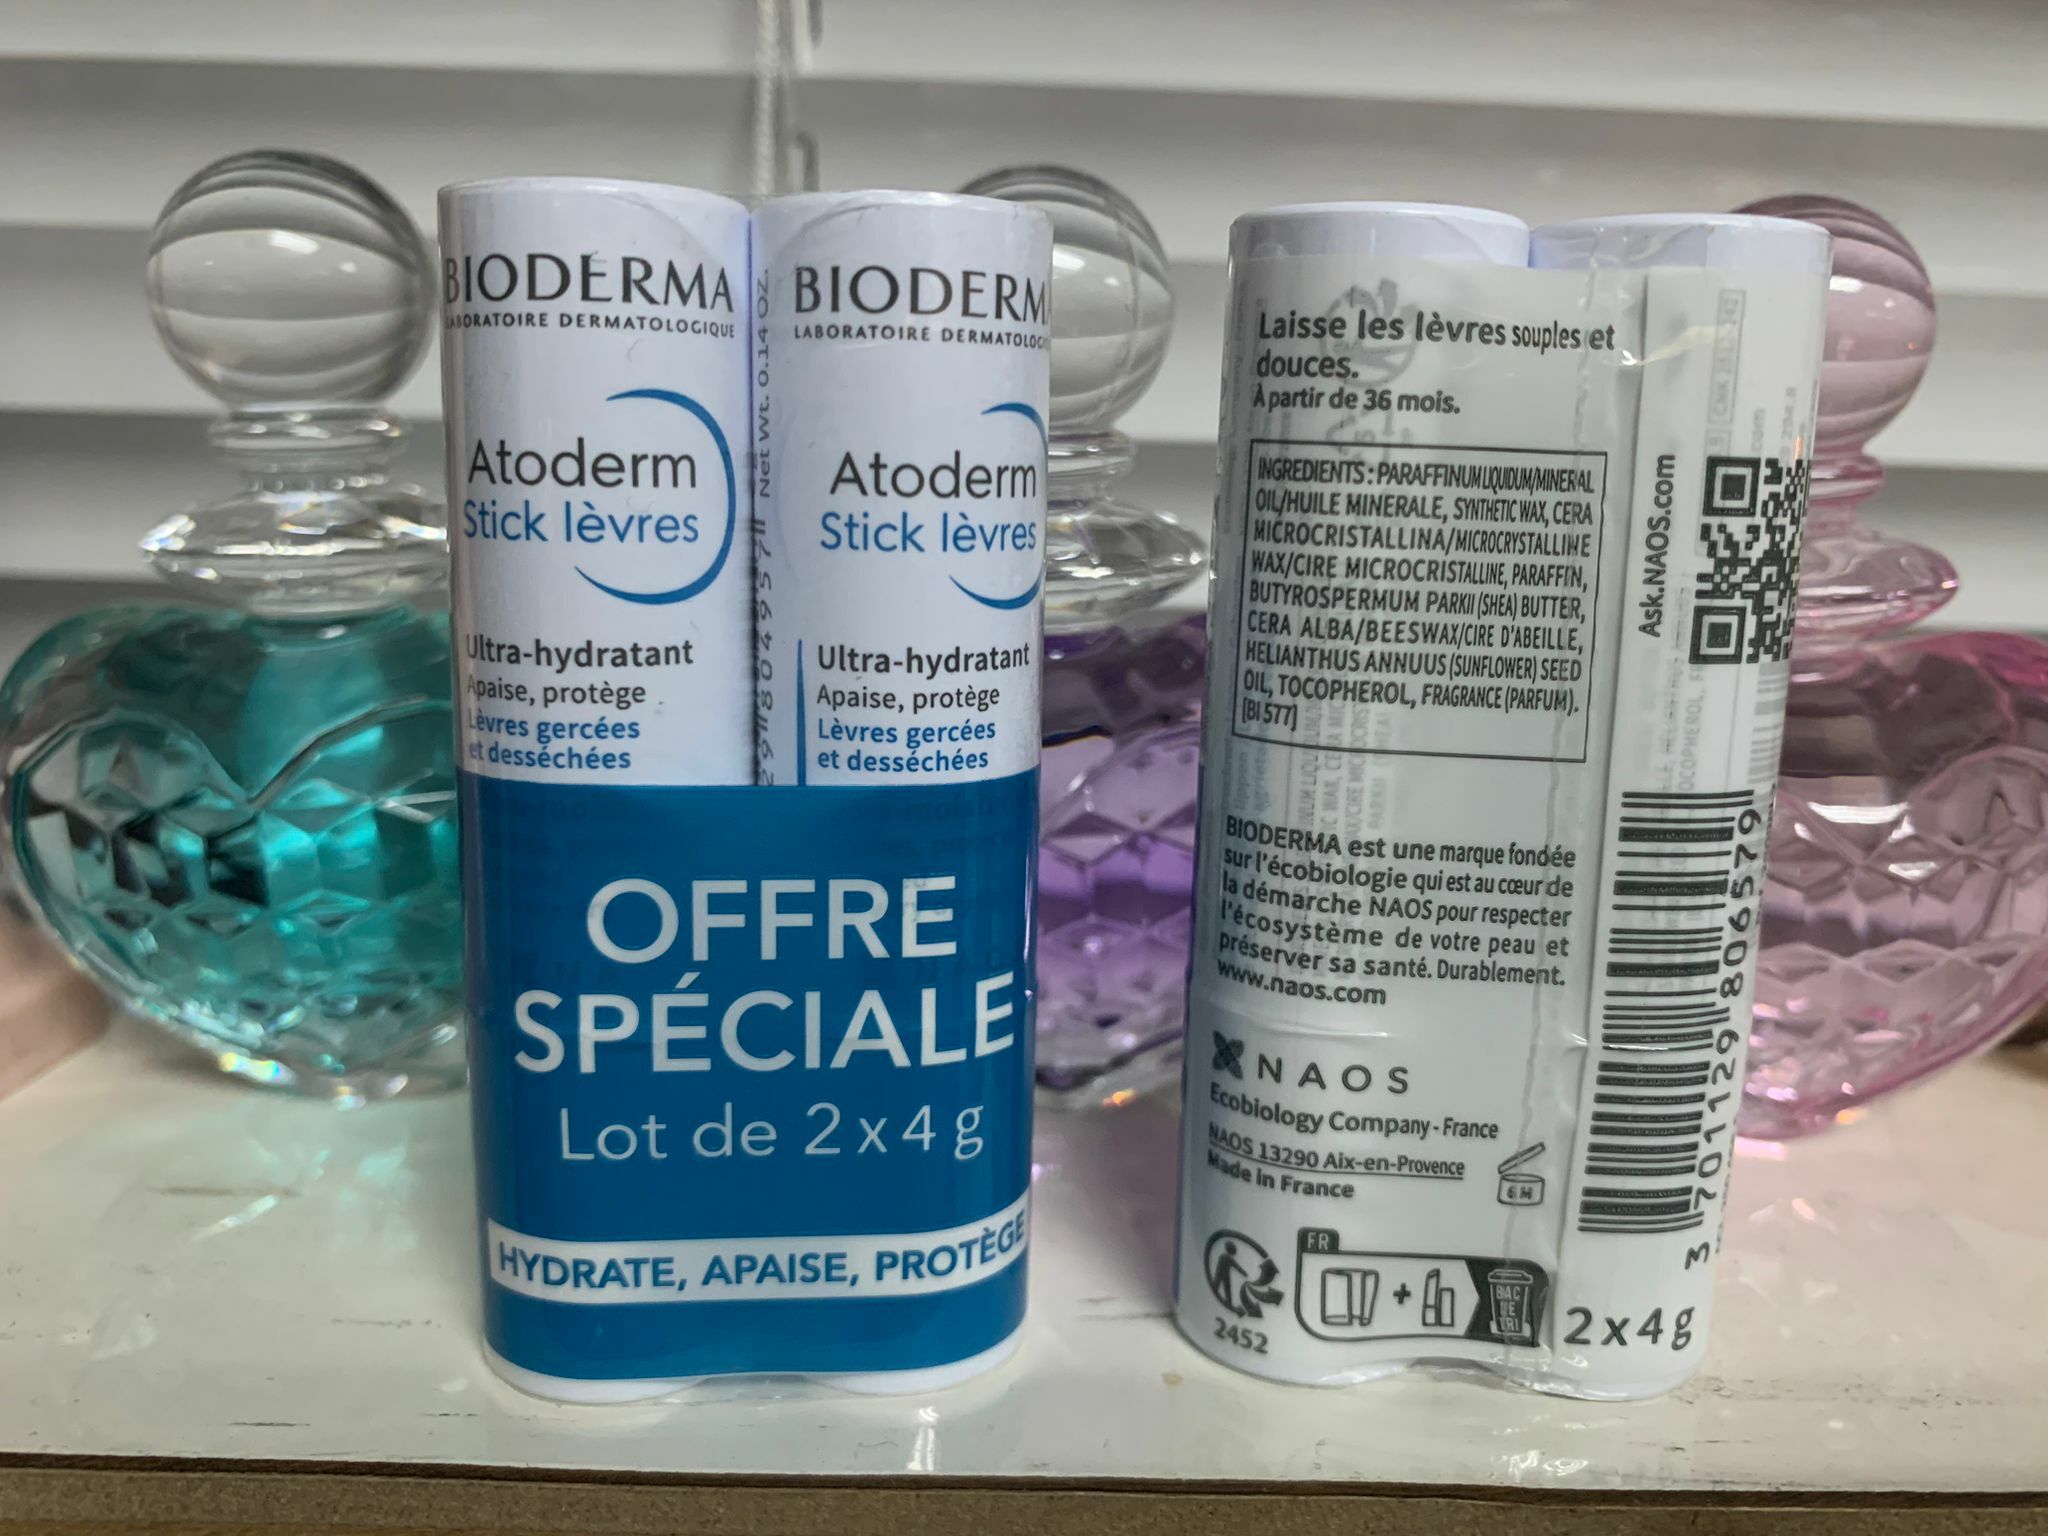 BIODERMA
LABORATOIRE DERMATOLOGIQUE
Atoderm
Stick lèvres
Ultra-hydratant
Apaise, protège
Lèvres gercées
et desséchées
Net Wt. 0.14 OZ.
BIODERMA
LABORATOIRE DERMATOLOG
Atoderm
Stick lèvres
Ultra-hydratant
Apaise, protège
Lèvres gercées
et desséchées
OFFRE
SPÉCIALE
Lot de 2 x 4 g
HYDRATE, APAISE, PROTÈGE
Laisse les lèvres souples et
douces.
À partir de 36 mois.
INGREDIENTS : PARAFFINUM LIQUIDUM/MINERAL
OIL/HUILE MINERALE, SYNTHETIC WAX, CERA
MICROCRISTALLINA/MICROCRYSTALLINE
WAX/CIRE MICROCRISTALLINE, PARAFFIN,
BUTYROSPERMUM PARKII (SHEA) BUTTER,
CERA ALBA/BEESWAX/CIRE D'ABEILLE,
HELIANTHUS ANNUUS (SUNFLOWER) SEED
OIL, TOCOPHEROL, FRAGRANCE (PARFUM).
[BI 577]
BIODERMA est une marque fondée
sur l'écobiologie qui est au cœur de
la démarche NAOS pour respecter
l'écosystème de votre peau et
préserver sa santé. Durablement.
www.naos.com
NAOS
Ecobiology Company - France
NAOS 13290 Aix-en-Provence
Made in France
6 M
2452
FR
+
BAC
DE
TRI
Ask.NAOS.com
3 701129 806579
2 x 4 g